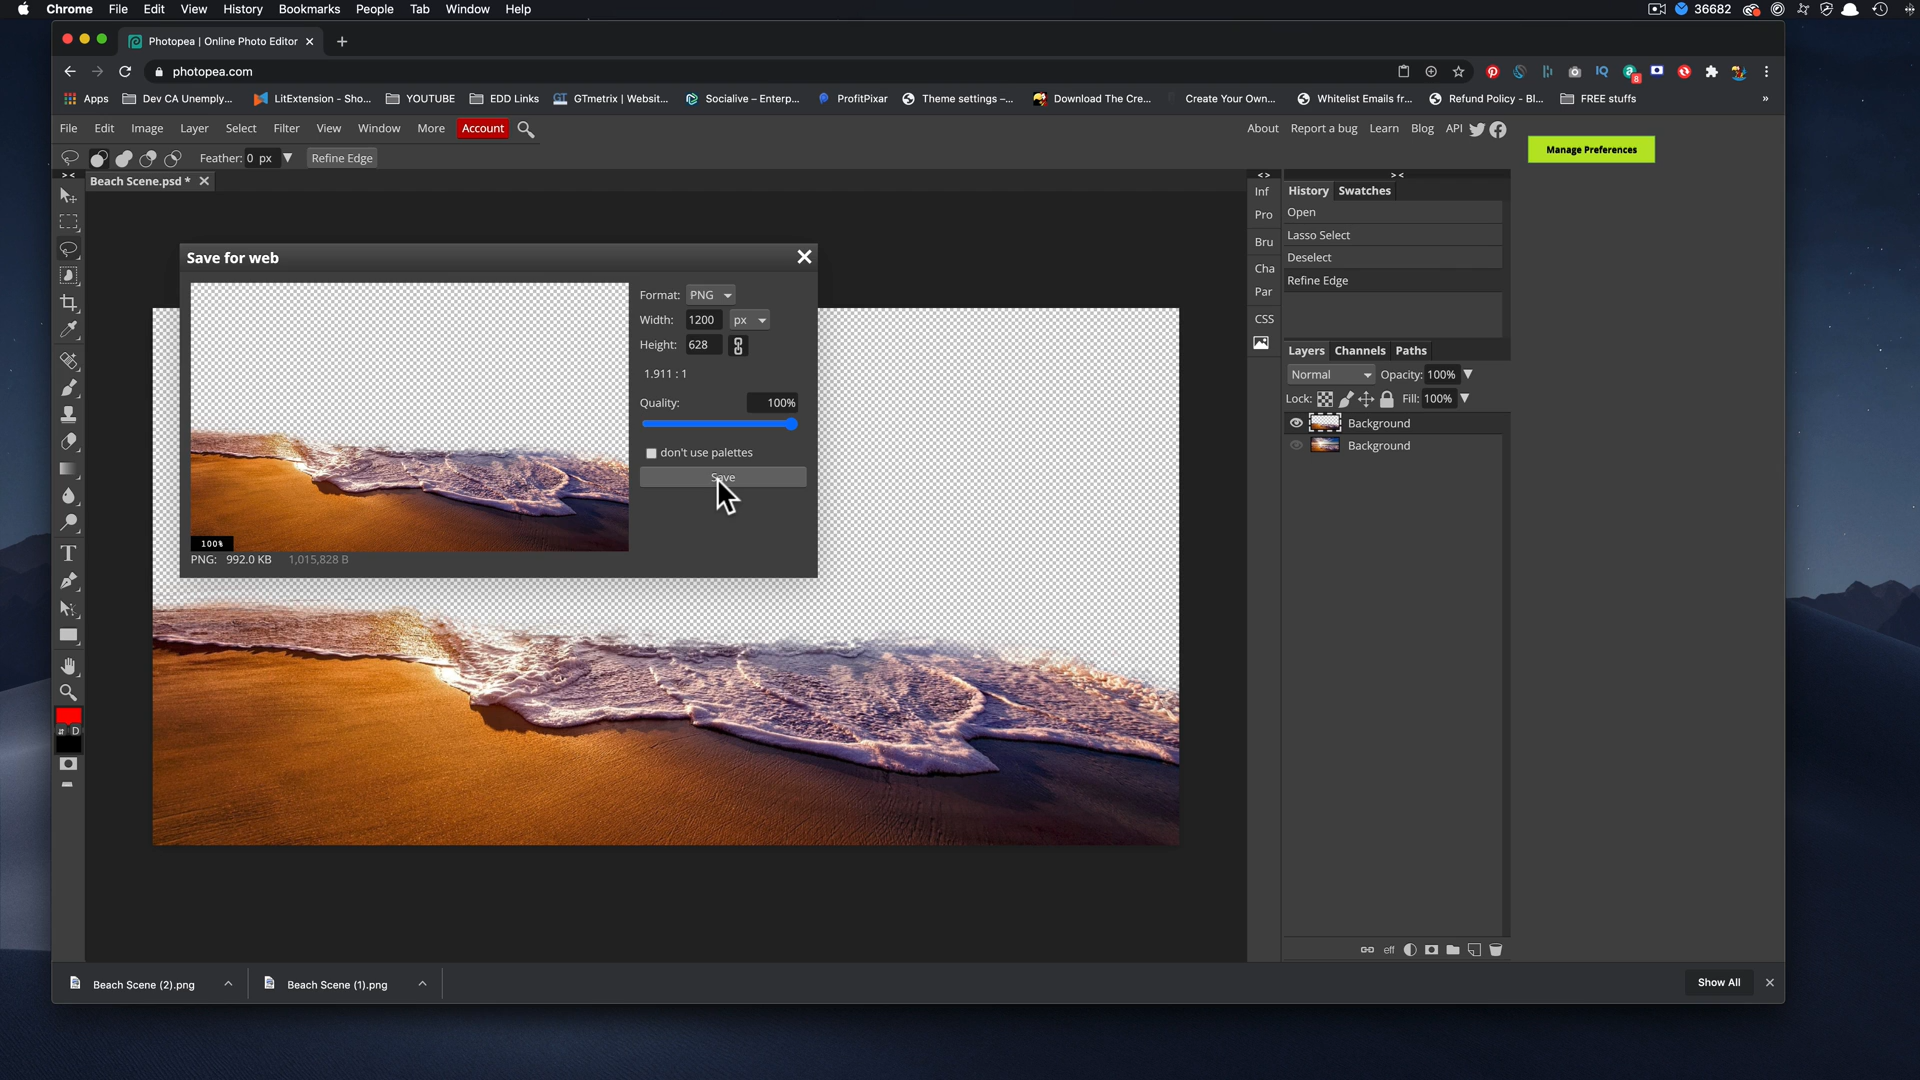 Chrome File Edit View History Bookmarks People Tab Window Help 36682
Photopea | Online Photo Editor
photopea.com
8
Apps Dev CA Unemply... LitExtension - Sho... YOUTUBE EDD Links GTmetrix | Websit... Socialive – Enterp... ProfitPixar Theme settings –... Download The Cre... Create Your Own... Whitelist Emails fr... Refund Policy - Bl... FREE stuffs »
File Edit Image Layer Select Filter View Window More Account About Report a bug Learn Blog API
Manage Preferences
Feather: 0 px Refine Edge
Beach Scene.psd *
Inf
Pro
Bru
Cha
Par
CSS
History Swatches
Open
Lasso Select
Deselect
Refine Edge
Layers Channels Paths
Normal Opacity: 100%
Lock: Fill: 100%
Background
Background
eff
Save for web
Format: PNG
Width: 1200 px
Height: 628
1.911 : 1
Quality: 100%
don't use palettes
Save
100%
PNG: 992.0 KB 1,015,828 B
D
Beach Scene (2).png
Beach Scene (1).png
Show All